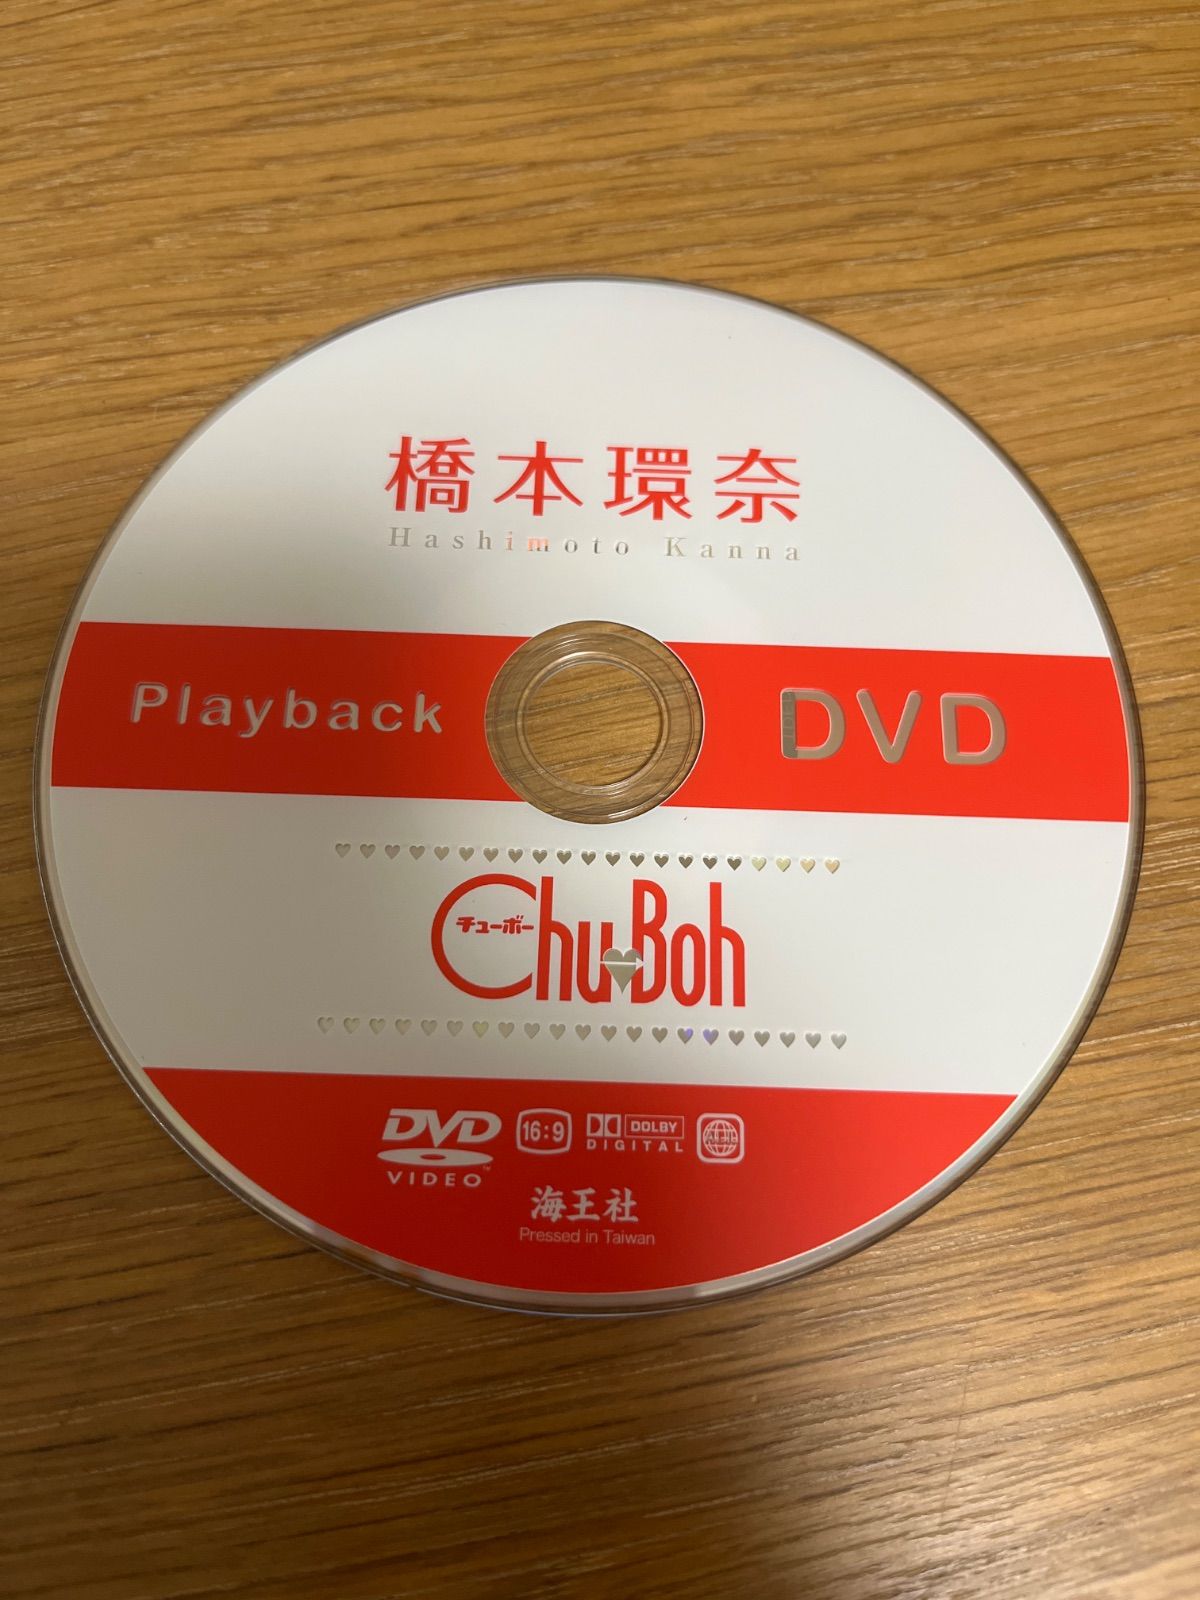 橋本環奈
Hashimoto Kanna
Playback DVD
チューボー
Chu Boh
DVD 16:9 DOLBY
VIDEO DIGITAL
海王社
Pressed in Taiwan